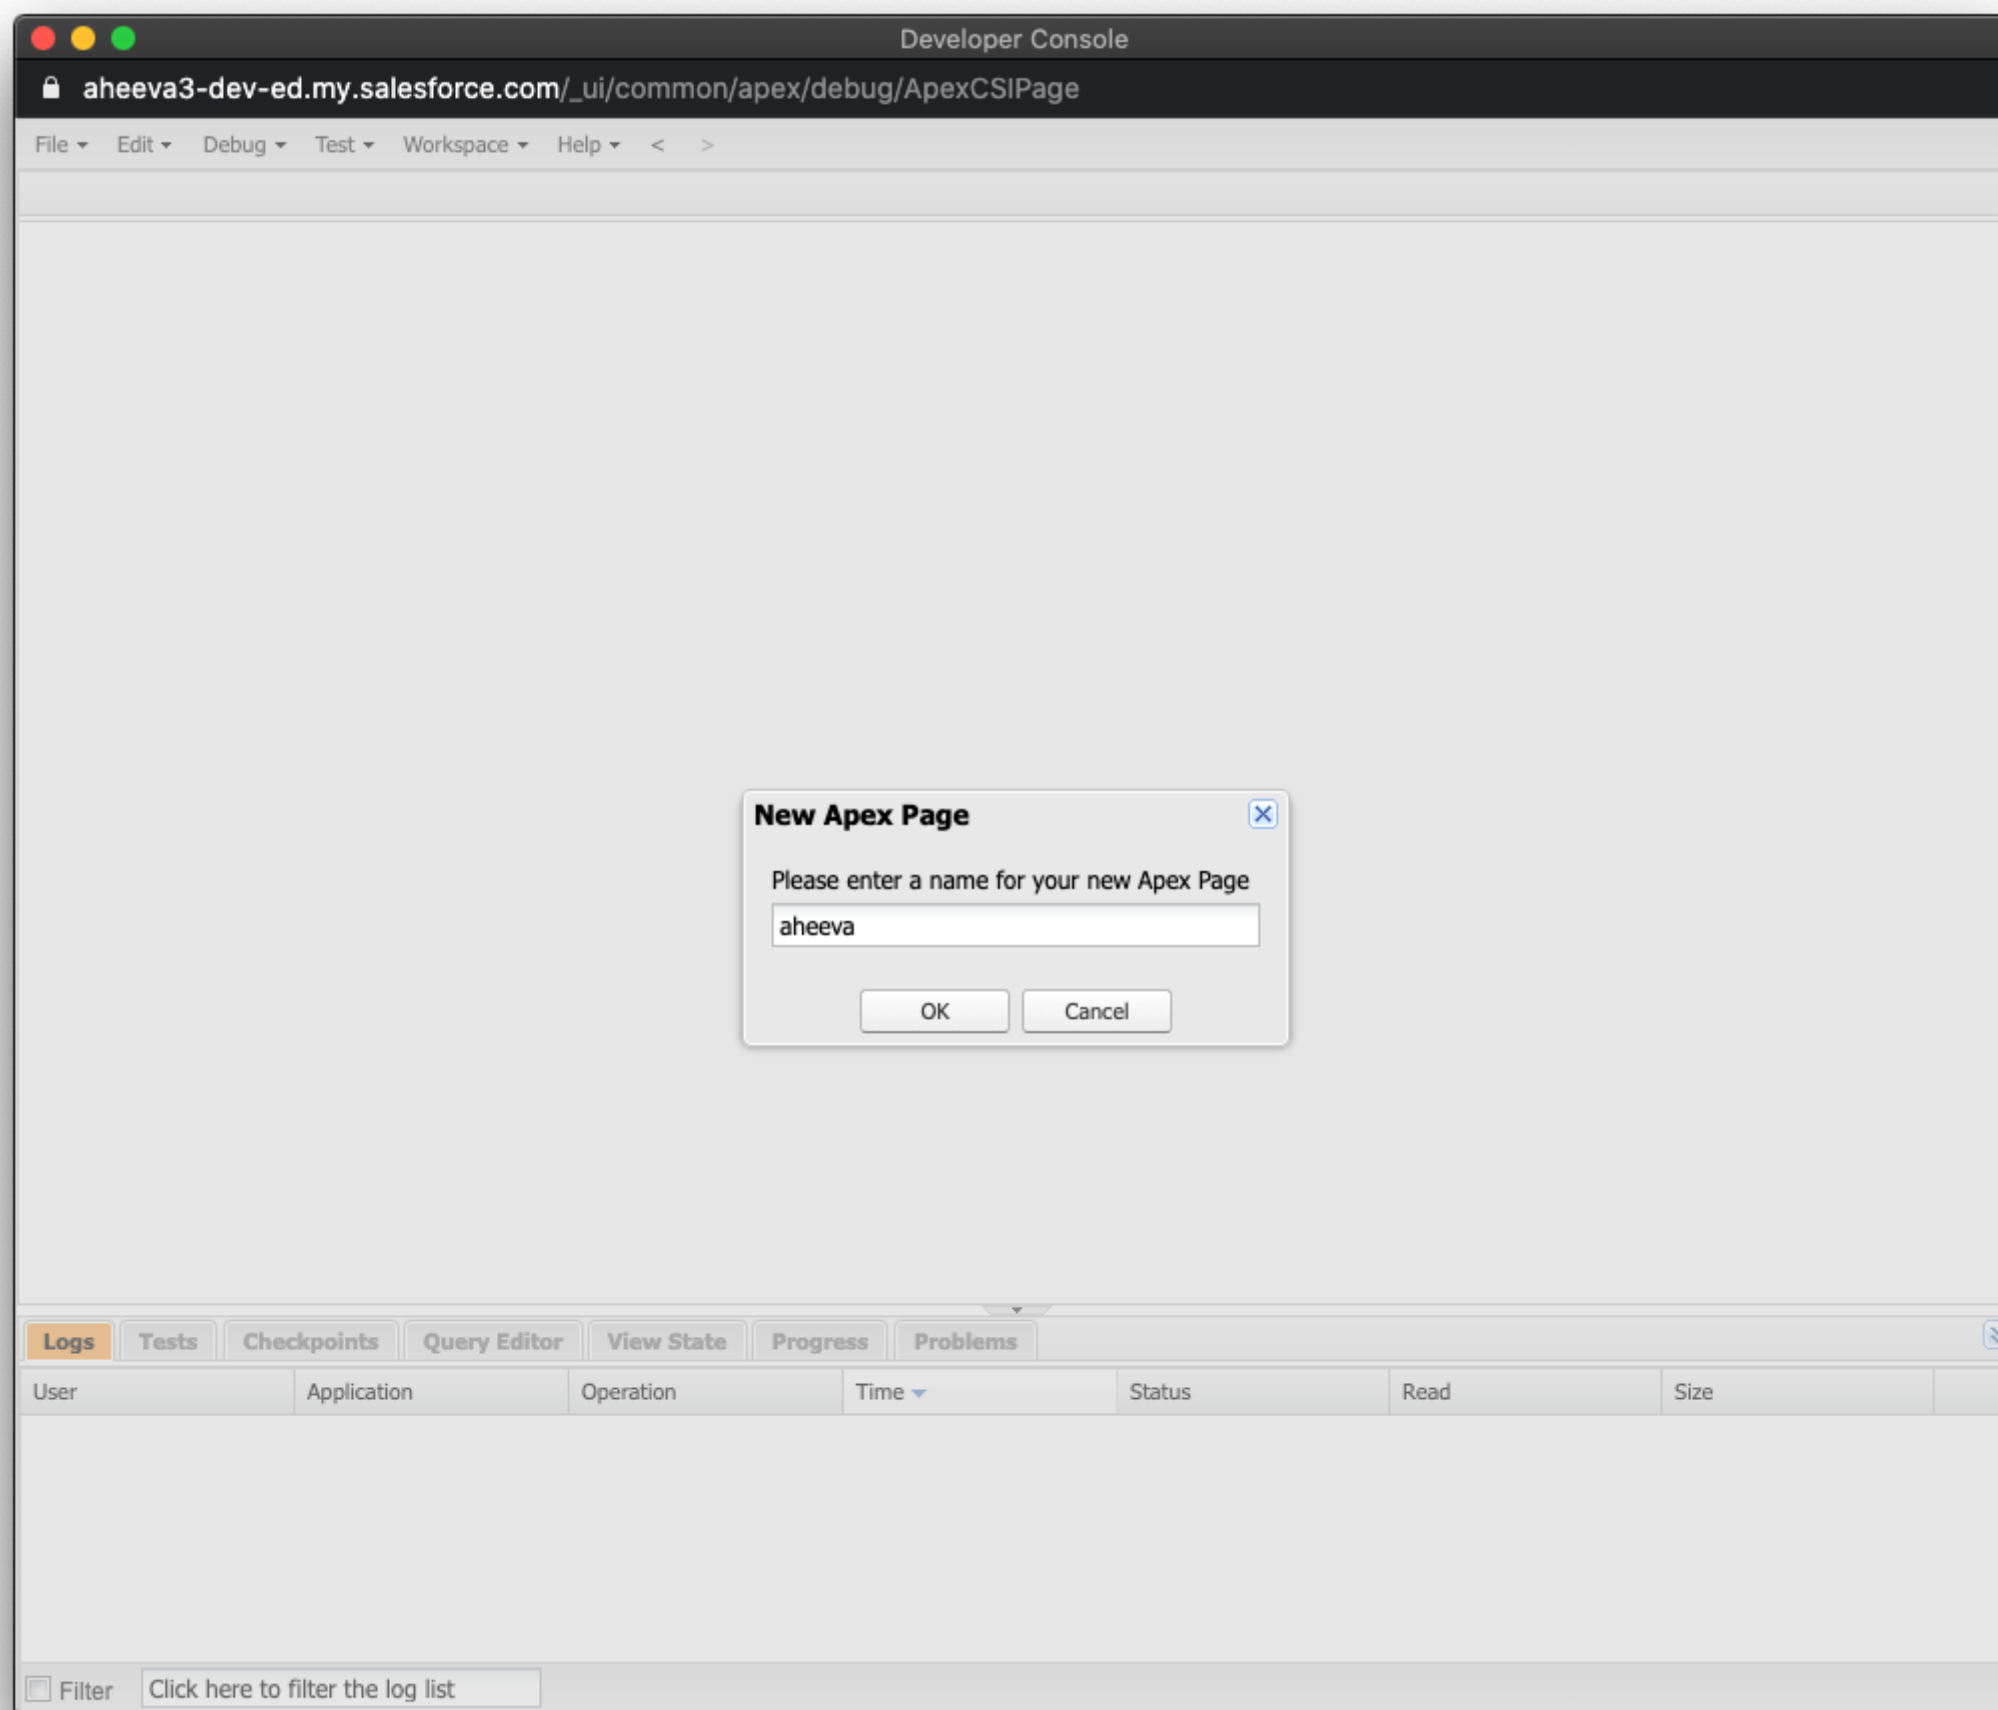 Developer Console
aheeva3-dev-ed.my.salesforce.com/_ui/common/apex/debug/ApexCSIPage
File Edit Debug Test Workspace Help < >
New Apex Page
Please enter a name for your new Apex Page
aheeva
OK Cancel
Logs Tests Checkpoints Query Editor View State Progress Problems
User Application Operation Time Status Read Size
Filter Click here to filter the log list